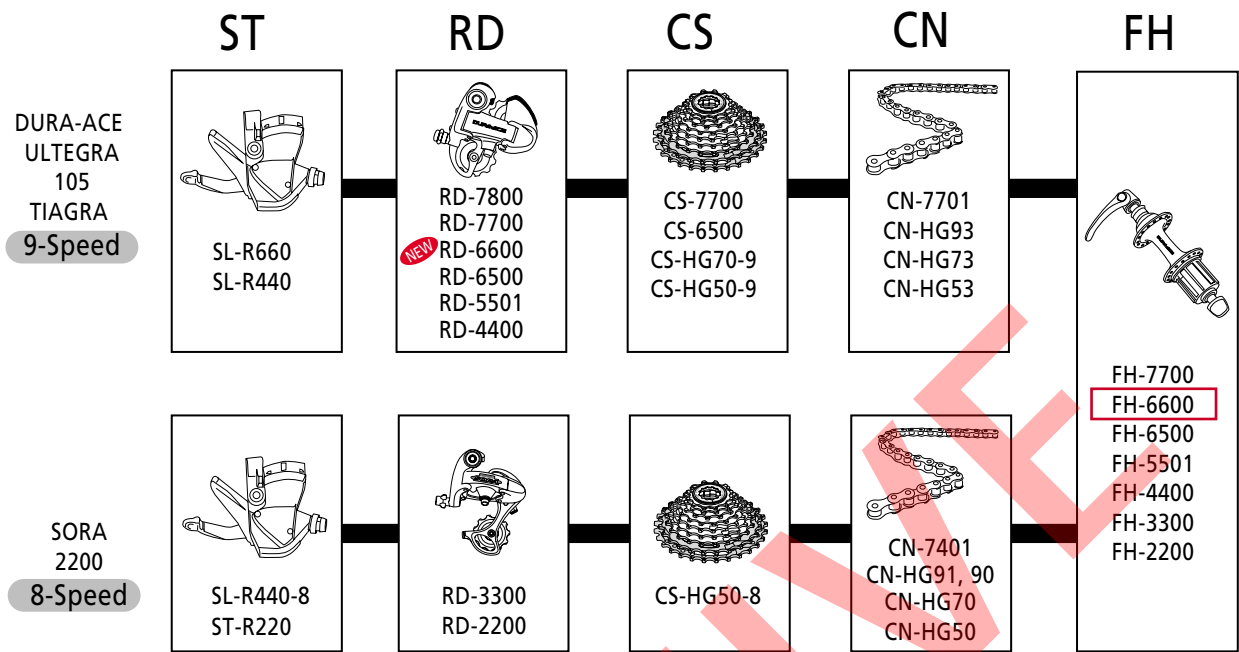 ST
RD
CS
CN
FH
DURA-ACE
ULTEGRA
105
TIAGRA
9-Speed
SL-R660
SL-R440
DURA-ACE
RD-7800
RD-7700
NEW RD-6600
RD-6500
RD-5501
RD-4400
CS-7700
CS-6500
CS-HG70-9
CS-HG50-9
CN-7701
CN-HG93
CN-HG73
CN-HG53
FH-7700
FH-6600
FH-6500
FH-5501
FH-4400
FH-3300
FH-2200
SORA
2200
8-Speed
SL-R440-8
ST-R220
RD-3300
RD-2200
CS-HG50-8
CN-7401
CN-HG91, 90
CN-HG70
CN-HG50